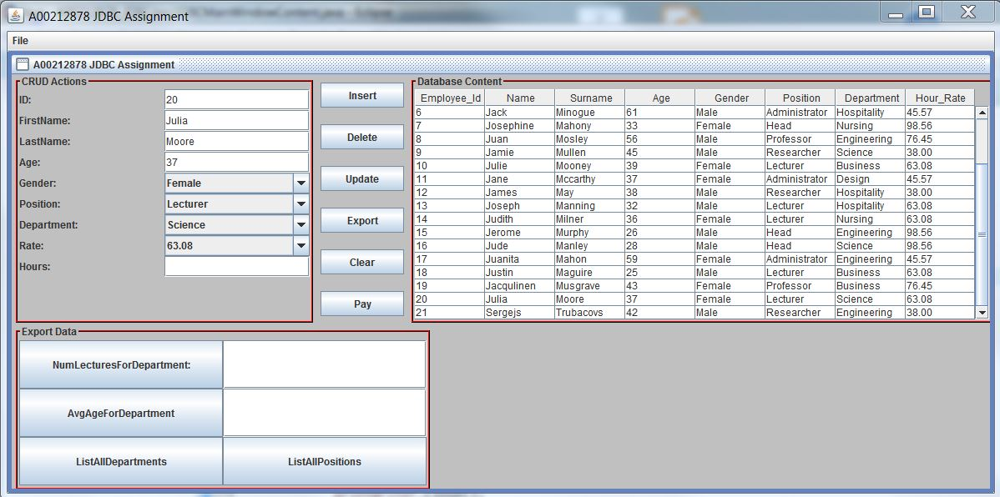 A00212878 JDBC Assignment
File
A00212878 JDBC Assignment
CRUD Actions
ID: 20
FirstName: Julia
LastName: Moore
Age: 37
Gender: Female
Position: Lecturer
Department: Science
Rate: 63.08
Hours:
Insert
Delete
Update
Export
Clear
Pay
Database Content
Employee_Id Name Surname Age Gender Position Department Hour_Rate
6 Jack Minogue 61 Male Administrator Hospitality 45.57
7 Josephine Mahony 33 Female Head Nursing 98.56
8 Juan Mosley 56 Male Professor Engineering 76.45
9 Jamie Mullen 45 Male Researcher Science 38.00
10 Julie Mooney 39 Female Lecturer Business 63.08
11 Jane Mccarthy 37 Female Administrator Design 45.57
12 James May 38 Male Researcher Hospitality 38.00
13 Joseph Manning 32 Male Lecturer Hospitality 63.08
14 Judith Milner 36 Female Lecturer Nursing 63.08
15 Jerome Murphy 26 Male Head Engineering 98.56
16 Jude Manley 28 Male Head Science 98.56
17 Juanita Mahon 59 Female Administrator Engineering 45.57
18 Justin Maguire 25 Male Lecturer Business 63.08
19 Jacqulinen Musgrave 43 Female Professor Business 76.45
20 Julia Moore 37 Female Lecturer Science 63.08
21 Sergejs Trubacovs 42 Male Researcher Engineering 38.00
Export Data
NumLecturesForDepartment:
AvgAgeForDepartment
ListAllDepartments ListAllPositions